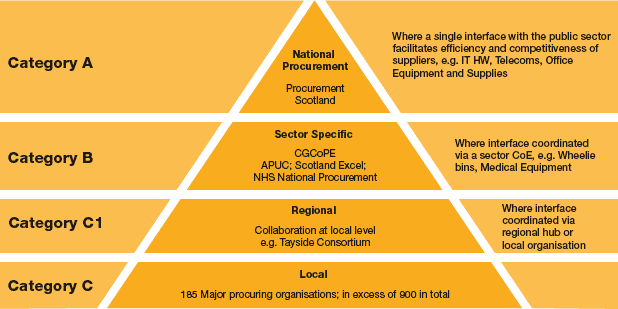 Category A
National
Procurement
Procurement
Scotland
Where a single interface with the public sector
facilitates efficiency and competitiveness of
suppliers, e.g. IT HW, Telecoms, Office
Equipment and Supplies
Category B
Sector Specific
CGCoPE
APUC; Scotland Excel;
NHS National Procurement
Where interface coordinated
via a sector CoE, e.g. Wheelie
bins, Medical Equipment
Category C1
Regional
Collaboration at local level
e.g. Tayside Consortium
Where interface
coordinated via
regional hub or
local organisation
Category C
Local
185 Major procuring organisations; in excess of 900 in total